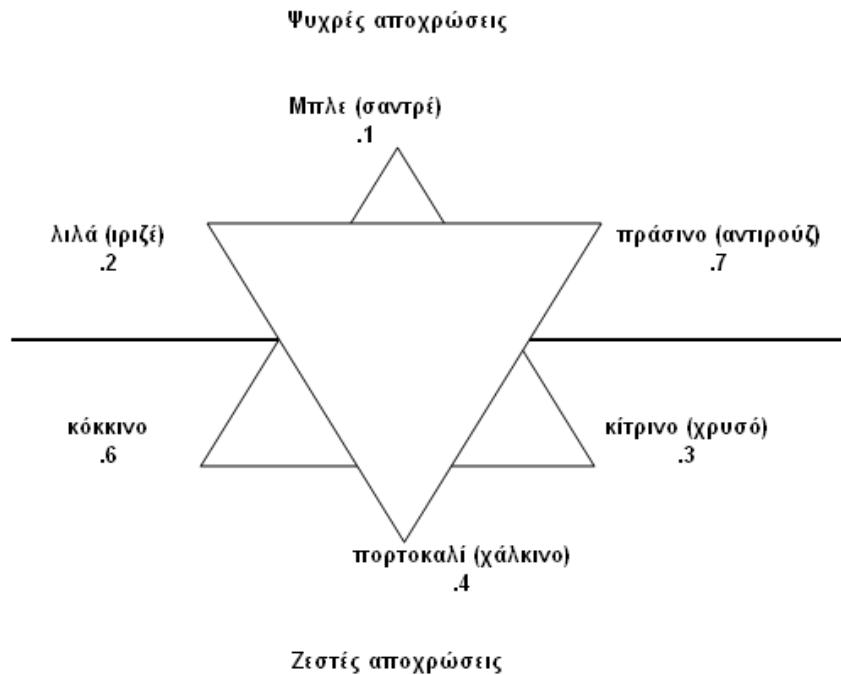 Ψυχρές αποχρώσεις
Μπλε (σαντρέ)
.1
λιλά (ιριζέ)
.2
πράσινο (αντιρούζ)
.7
κόκκινο
.6
κίτρινο (χρυσό)
.3
πορτοκαλί (χάλκινο)
.4
Ζεστές αποχρώσεις